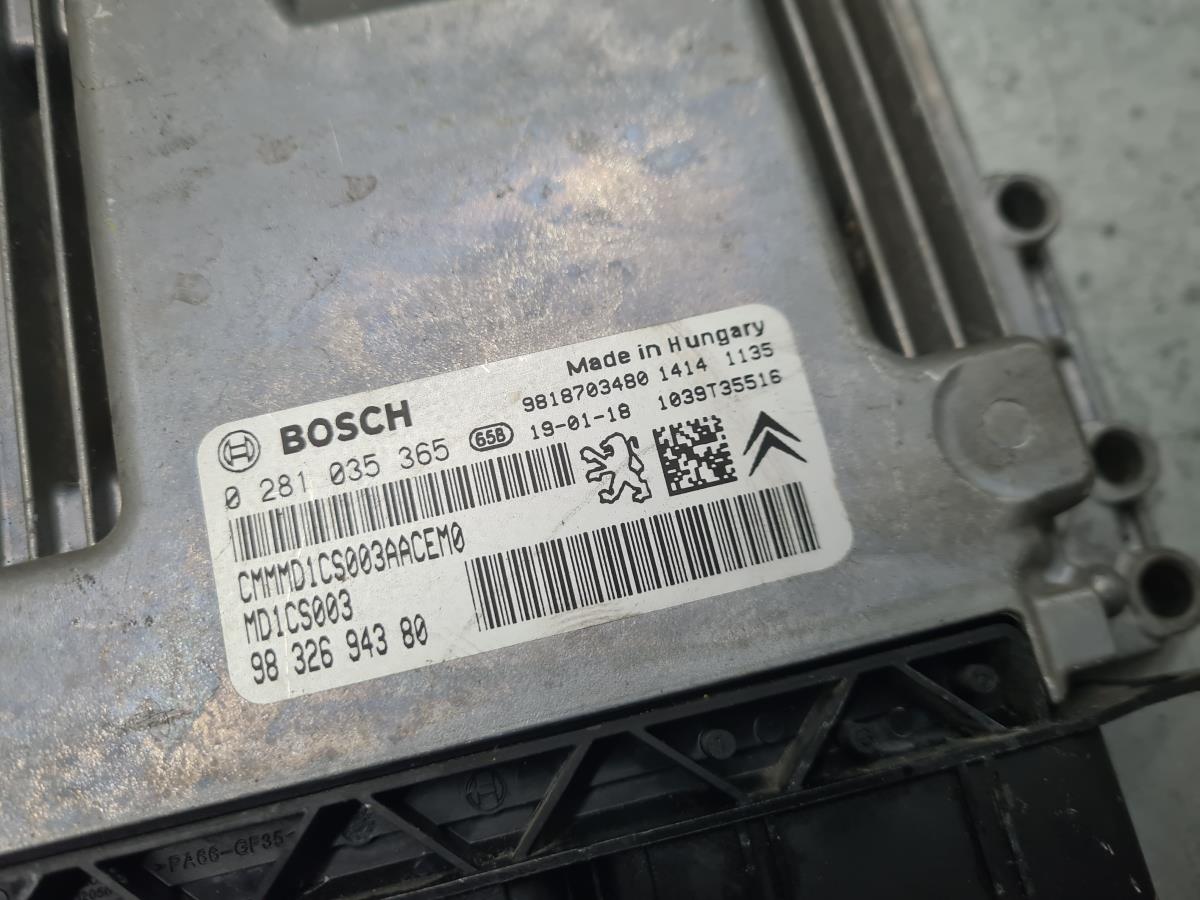 Made in Hungary
9818703480 1414 1135
BOSCH 65B 19-01-18 1039T35516
0 281 035 365
CMMMD1CS003AACEM0
MD1CS003
98 326 943 80
>PA66-GF35<